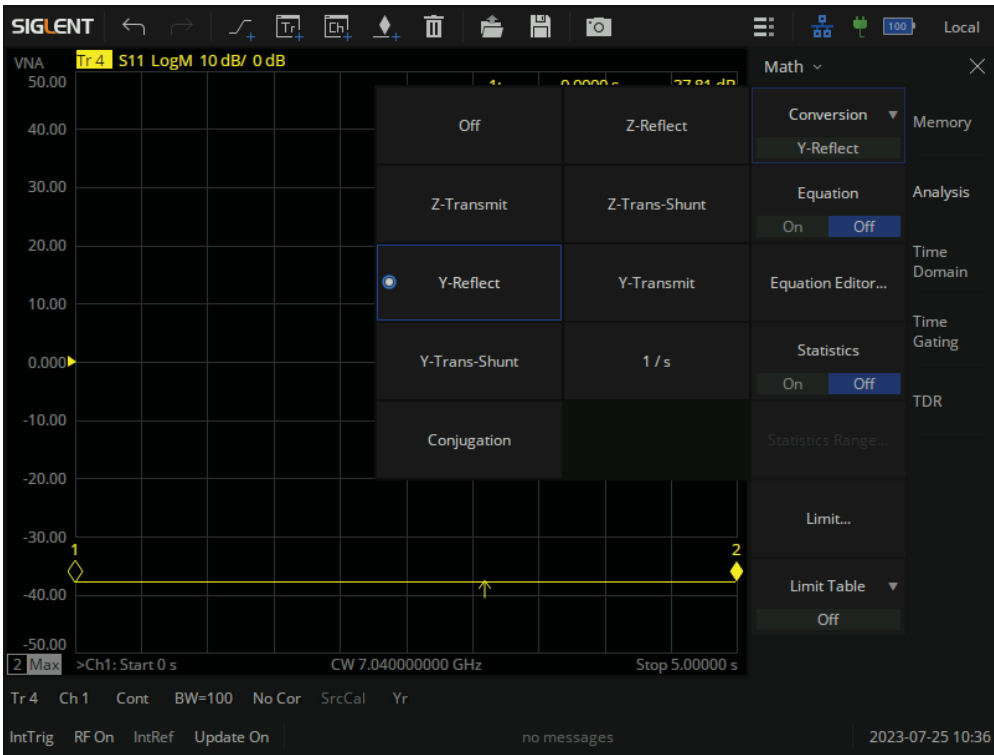 SIGLENT Tr Ch 100 Local
VNA Tr 4 S11 LogM 10 dB/ 0 dB
50.00
40.00
30.00
20.00
10.00
0.000
-10.00
-20.00
-30.00
-40.00
-50.00
1 2
2 Max >Ch1: Start 0 s CW 7.040000000 GHz Stop 5.00000 s
Off Z-Reflect
Z-Transmit Z-Trans-Shunt
Y-Reflect Y-Transmit
Y-Trans-Shunt 1 / s
Conjugation
Math
Conversion
Y-Reflect
Equation
On Off
Equation Editor...
Statistics
On Off
Statistics Range...
Limit...
Limit Table
Off
Memory
Analysis
Time
Domain
Time
Gating
TDR
Tr 4 Ch 1 Cont BW=100 No Cor SrcCal Yr
IntTrig RF On IntRef Update On no messages 2023-07-25 10:36